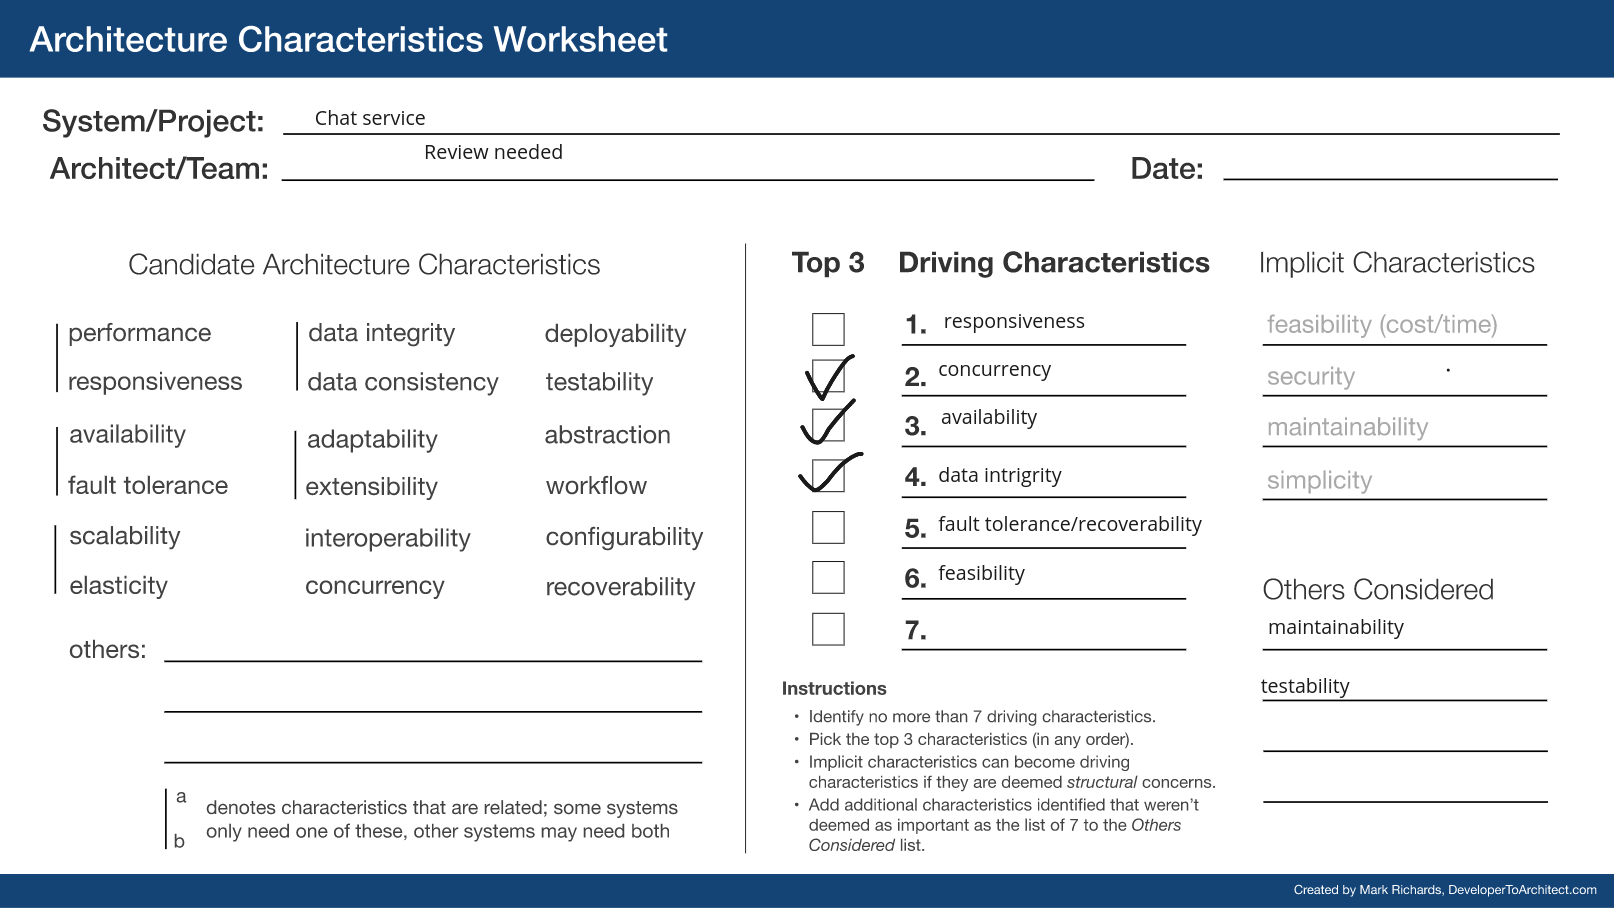 Architecture Characteristics Worksheet
System/Project: Chat service
Architect/Team: Review needed
Date:
Candidate Architecture Characteristics
performance
responsiveness
availability
fault tolerance
scalability
elasticity
data integrity
data consistency
adaptability
extensibility
interoperability
concurrency
deployability
testability
abstraction
workflow
configurability
recoverability
others:
a
b
denotes characteristics that are related; some systems
only need one of these, other systems may need both
Top 3 Driving Characteristics
1. responsiveness
2. concurrency
3. availability
4. data intrigrity
5. fault tolerance/recoverability
6. feasibility
7.
Instructions
• Identify no more than 7 driving characteristics.
• Pick the top 3 characteristics (in any order).
• Implicit characteristics can become driving
characteristics if they are deemed structural concerns.
• Add additional characteristics identified that weren't
deemed as important as the list of 7 to the Others
Considered list.
Implicit Characteristics
feasibility (cost/time)
security
maintainability
simplicity
Others Considered
maintainability
testability
Created by Mark Richards, DeveloperToArchitect.com